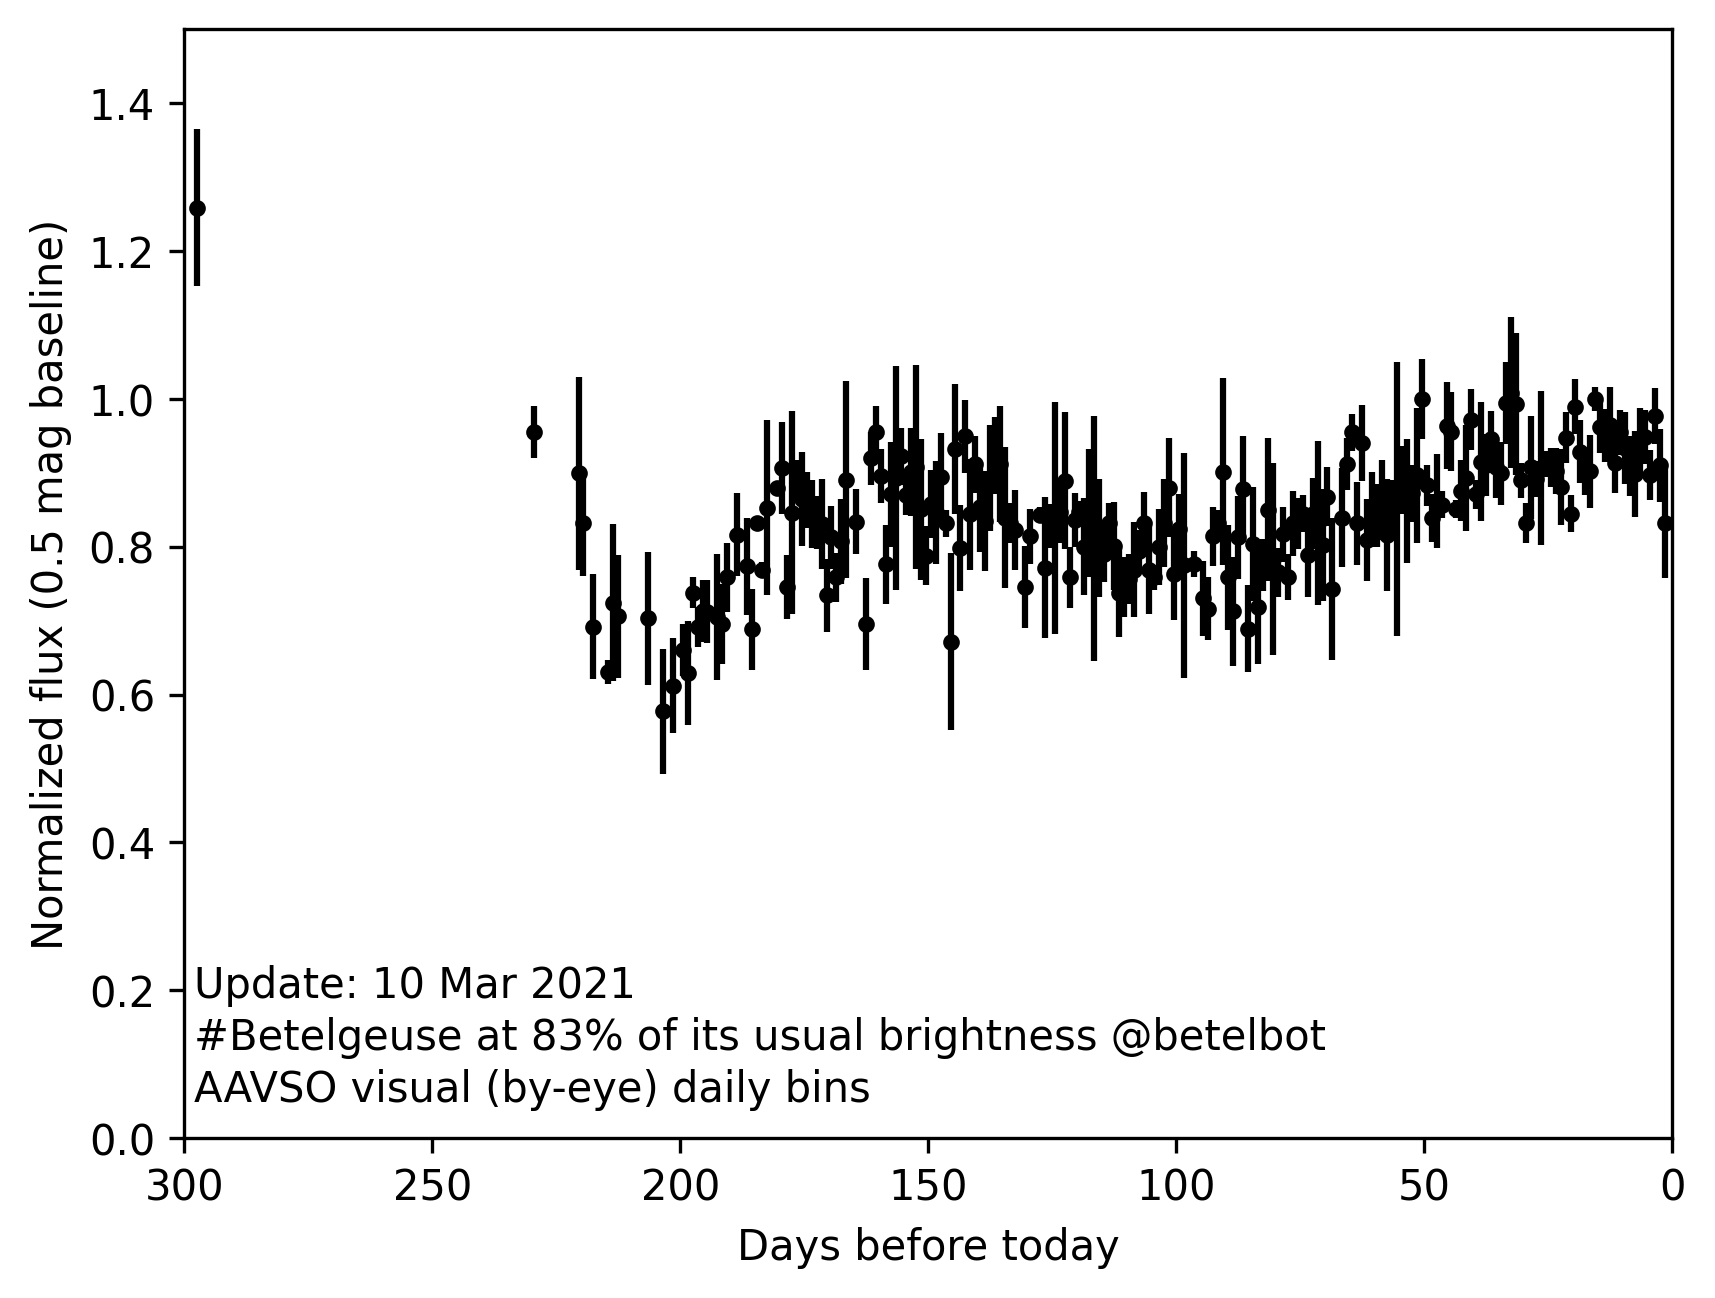 1.4
1.2
1.0
0.8
0.6
0.4
0.2
0.0
Normalized flux (0.5 mag baseline)
Update: 10 Mar 2021
#Betelgeuse at 83% of its usual brightness @betelbot
AAVSO visual (by-eye) daily bins
300 250 200 150 100 50 0
Days before today